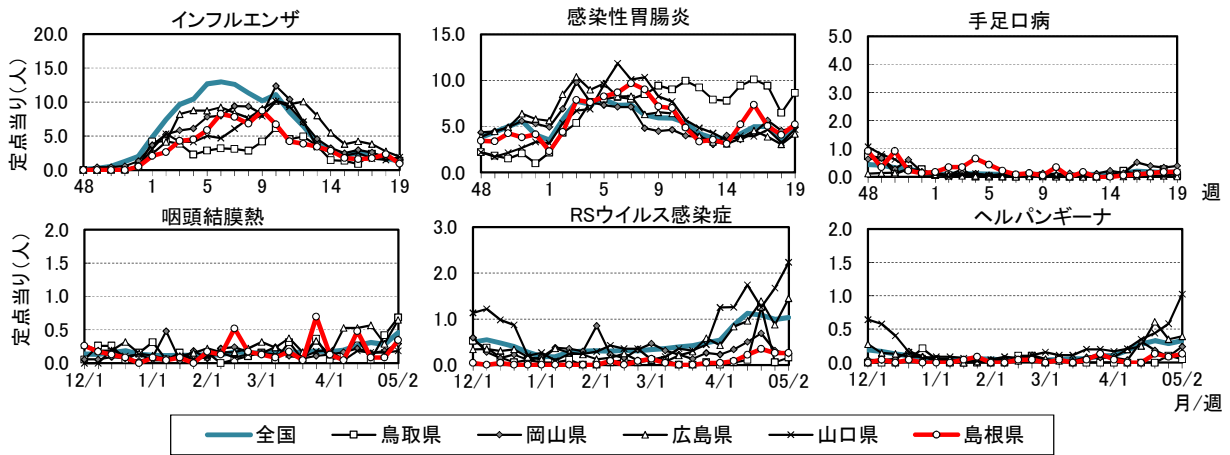 インフルエンザ
感染性胃腸炎
手足口病
定点当り(人)
20.0
15.0
10.0
5.0
0.0
48 1 5 9 14 19
15.0
10.0
5.0
0.0
48 1 5 9 14 19
5.0
4.0
3.0
2.0
1.0
0.0
48 1 5 10 14 19
週
咽頭結膜熱
RSウイルス感染症
ヘルパンギーナ
定点当り(人)
2.0
1.5
1.0
0.5
0.0
12/1 1/1 2/1 3/1 4/1 05/2
3.0
2.0
1.0
0.0
12/1 1/1 2/1 3/1 4/1 05/2
2.0
1.5
1.0
0.5
0.0
12/1 1/1 2/1 3/1 4/1 05/2
月/週
全国 鳥取県 岡山県 広島県 山口県 島根県